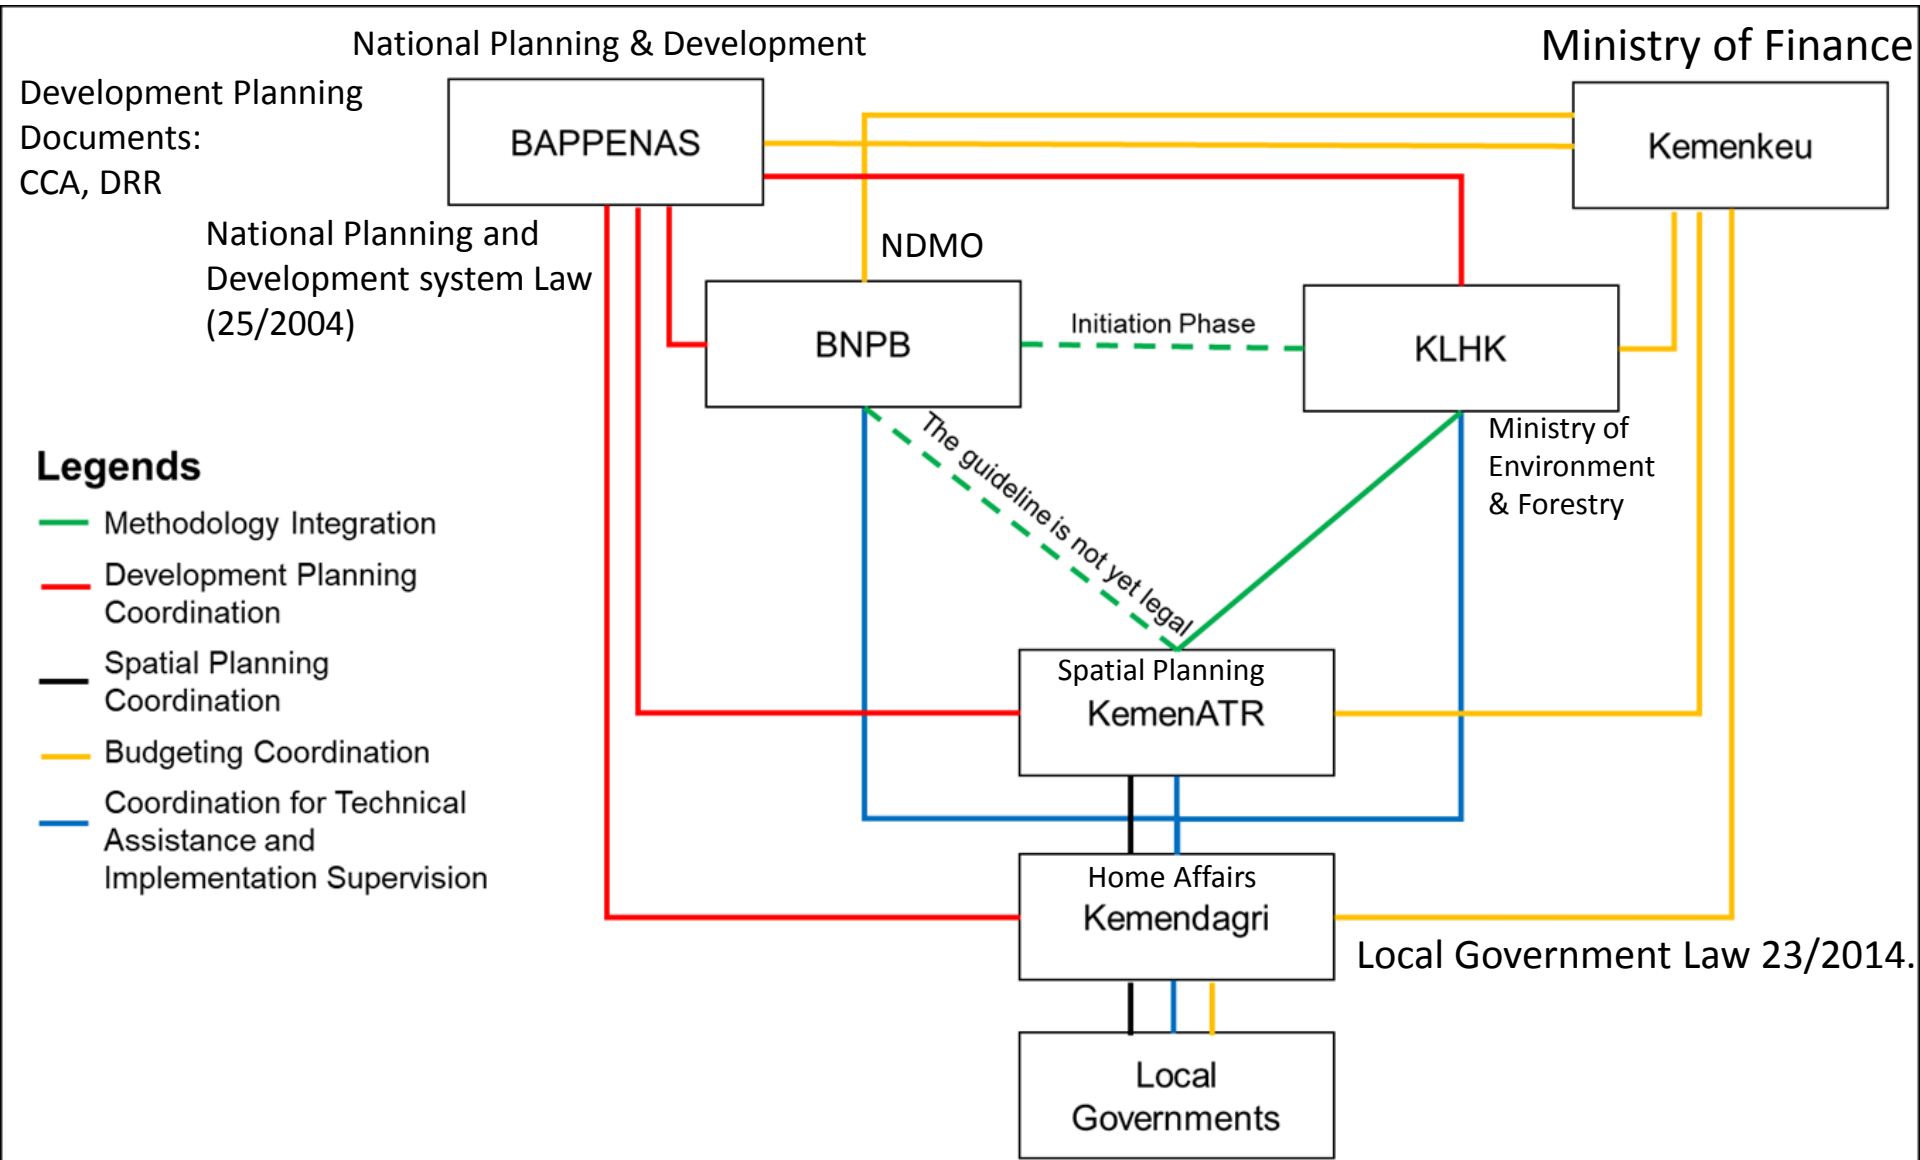 National Planning & Development
Ministry of Finance
Development Planning
Documents:
CCA, DRR
BAPPENAS
Kemenkeu
National Planning and
Development system Law
(25/2004)
NDMO
BNPB
Initiation Phase
KLHK
The guideline is not yet legal
Ministry of
Environment
& Forestry
Legends
Methodology Integration
Development Planning
Coordination
Spatial Planning
Coordination
Budgeting Coordination
Coordination for Technical
Assistance and
Implementation Supervision
Spatial Planning
KemenATR
Home Affairs
Kemendagri
Local Government Law 23/2014.
Local
Governments